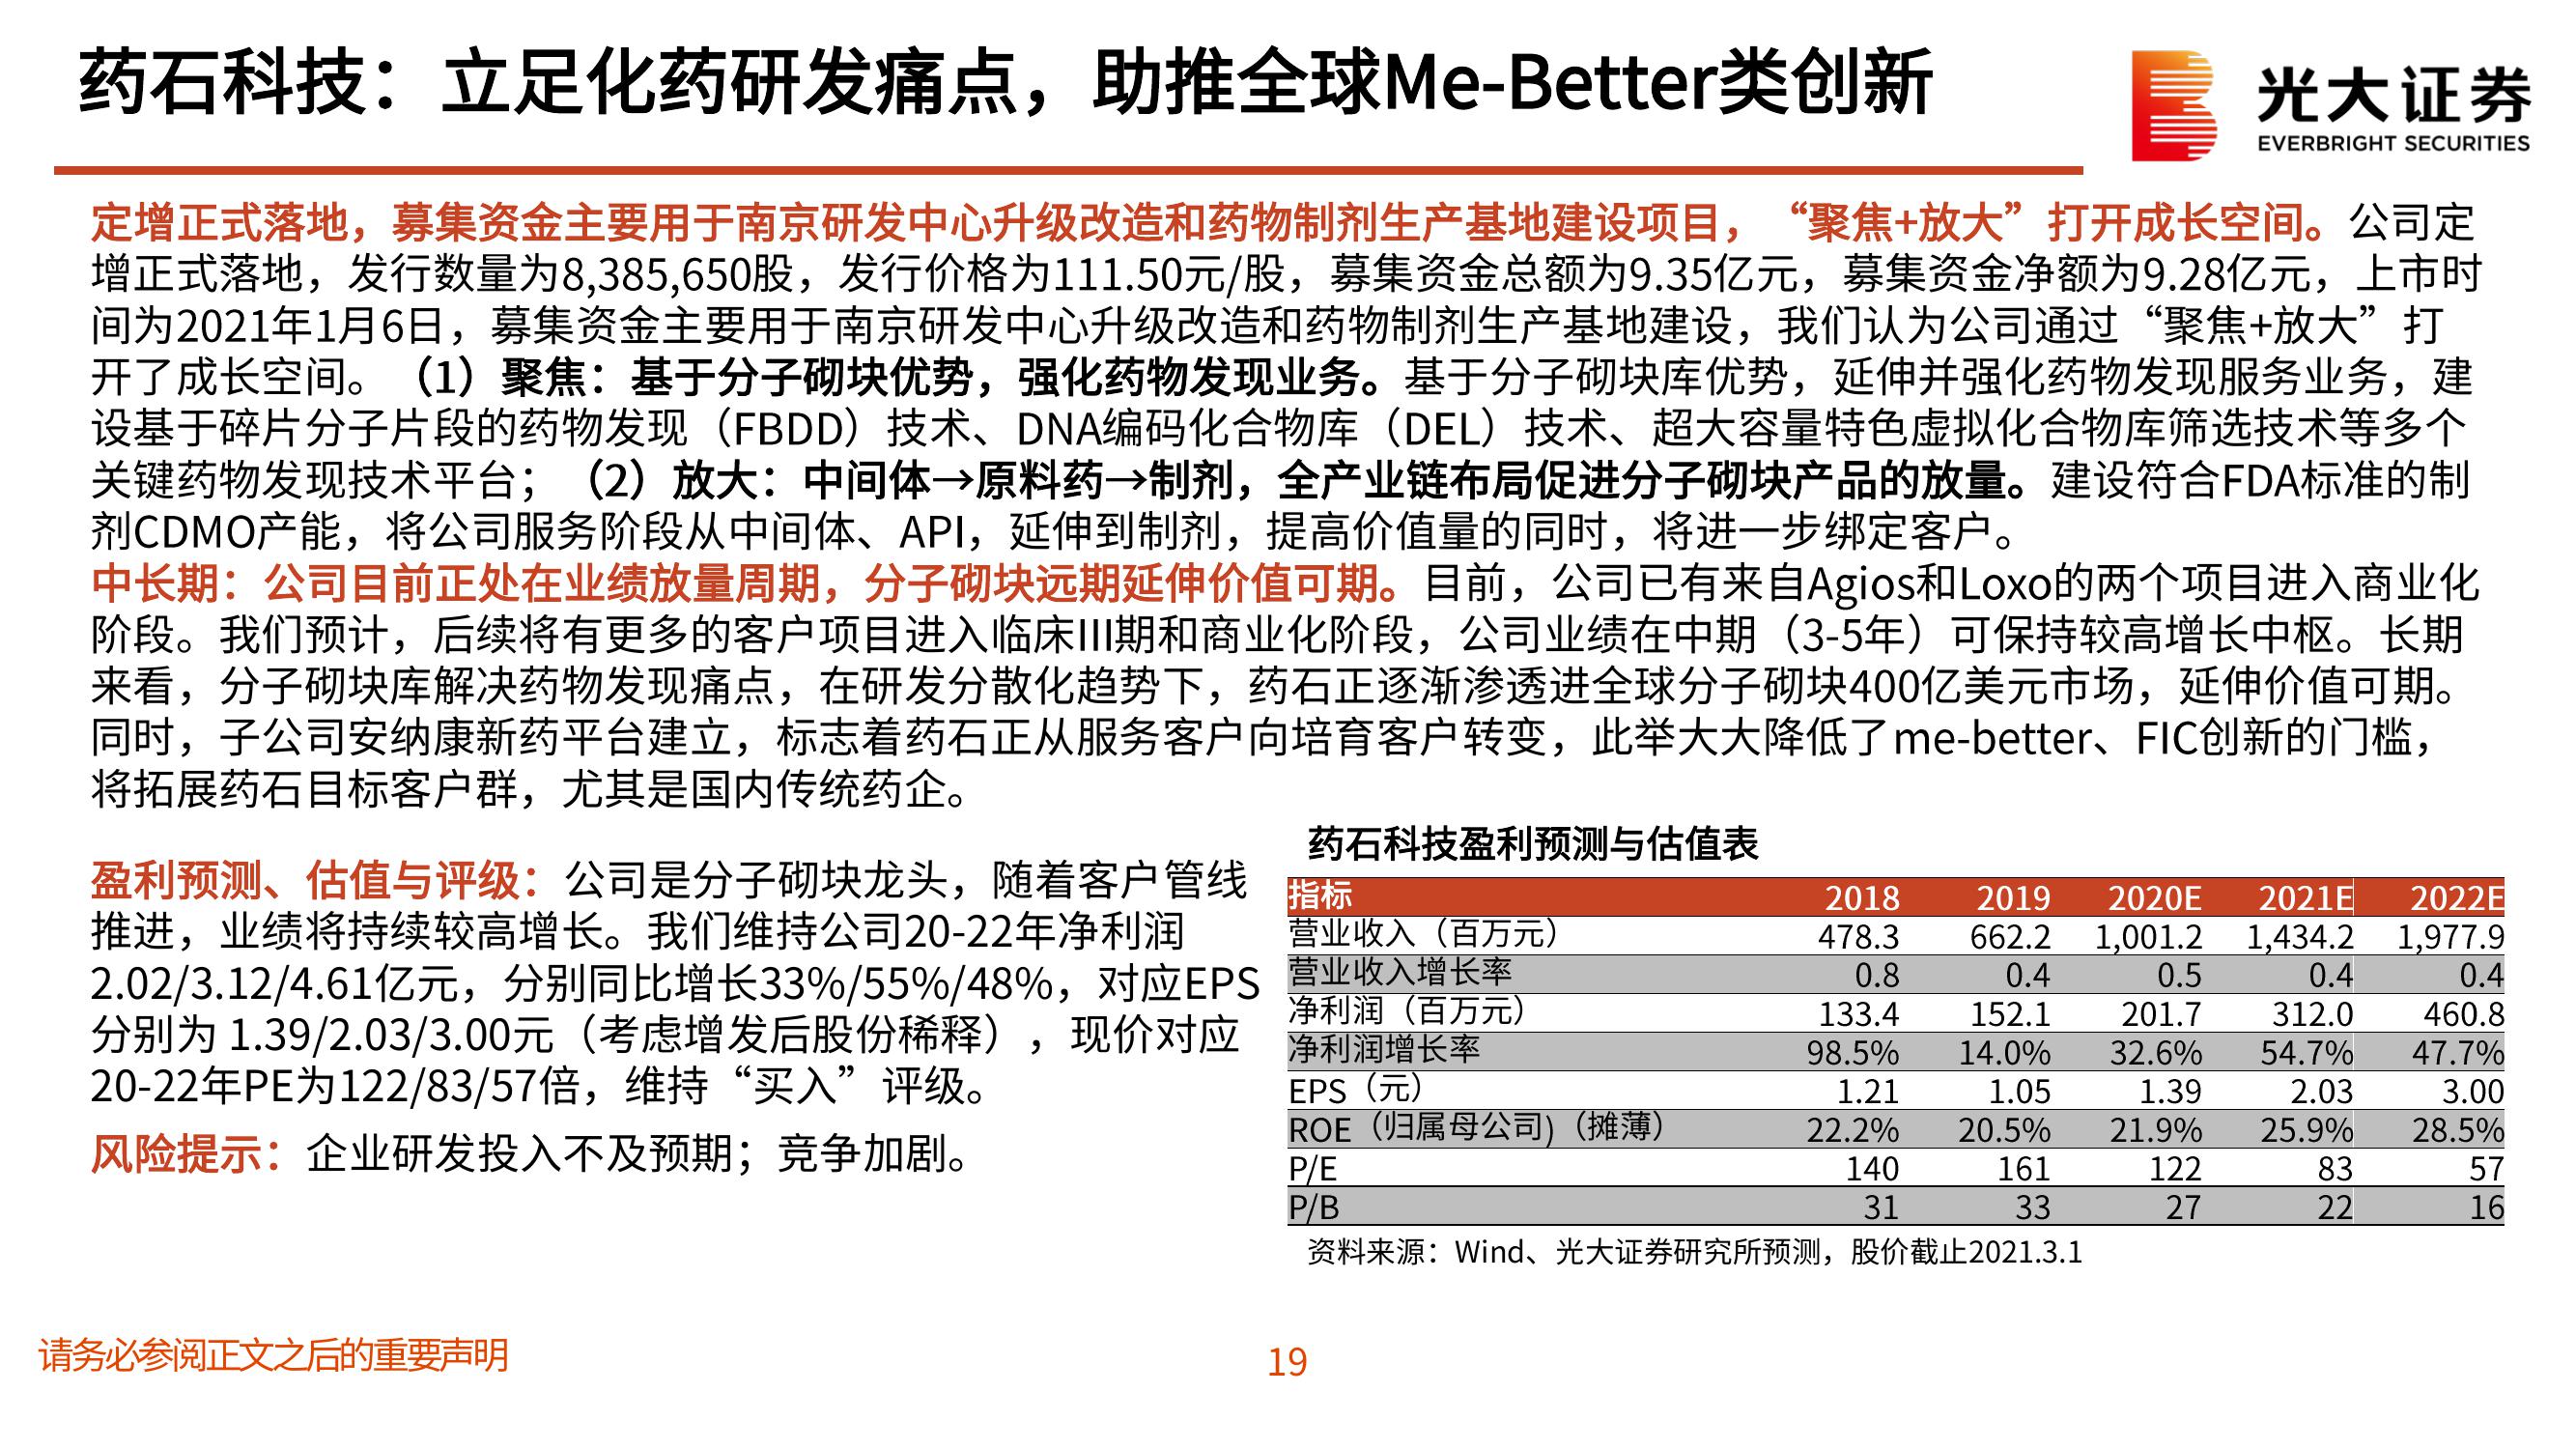 药石科技：立足化药研发痛点，助推全球Me-Better类创新
光大证券
EVERBRIGHT SECURITIES
定增正式落地，募集资金主要用于南京研发中心升级改造和药物制剂生产基地建设项目，“聚焦+放大”打开成长空间。公司定
增正式落地，发行数量为8,385,650股，发行价格为111.50元/股，募集资金总额为9.35亿元，募集资金净额为9.28亿元，上市时
间为2021年1月6日，募集资金主要用于南京研发中心升级改造和药物制剂生产基地建设，我们认为公司通过“聚焦+放大”打
开了成长空间。（1）聚焦：基于分子砌块优势，强化药物发现业务。基于分子砌块库优势，延伸并强化药物发现服务业务，建
设基于碎片分子片段的药物发现（FBDD）技术、DNA编码化合物库（DEL）技术、超大容量特色虚拟化合物库筛选技术等多个
关键药物发现技术平台；（2）放大：中间体→原料药→制剂，全产业链布局促进分子砌块产品的放量。建设符合FDA标准的制
剂CDMO产能，将公司服务阶段从中间体、API，延伸到制剂，提高价值量的同时，将进一步绑定客户。
中长期：公司目前正处在业绩放量周期，分子砌块远期延伸价值可期。目前，公司已有来自Agios和Loxo的两个项目进入商业化
阶段。我们预计，后续将有更多的客户项目进入临床III期和商业化阶段，公司业绩在中期（3-5年）可保持较高增长中枢。长期
来看，分子砌块库解决药物发现痛点，在研发分散化趋势下，药石正逐渐渗透进全球分子砌块400亿美元市场，延伸价值可期。
同时，子公司安纳康新药平台建立，标志着药石正从服务客户向培育客户转变，此举大大降低了me-better、FIC创新的门槛，
将拓展药石目标客户群，尤其是国内传统药企。
盈利预测、估值与评级：公司是分子砌块龙头，随着客户管线
推进，业绩将持续较高增长。我们维持公司20-22年净利润
2.02/3.12/4.61亿元，分别同比增长33%/55%/48%，对应EPS
分别为 1.39/2.03/3.00元（考虑增发后股份稀释），现价对应
20-22年PE为122/83/57倍，维持“买入”评级。
风险提示：企业研发投入不及预期；竞争加剧。
药石科技盈利预测与估值表
指标 2018 2019 2020E 2021E 2022E
营业收入（百万元） 478.3 662.2 1,001.2 1,434.2 1,977.9
营业收入增长率 0.8 0.4 0.5 0.4 0.4
净利润（百万元） 133.4 152.1 201.7 312.0 460.8
净利润增长率 98.5% 14.0% 32.6% 54.7% 47.7%
EPS（元） 1.21 1.05 1.39 2.03 3.00
ROE（归属母公司)（摊薄） 22.2% 20.5% 21.9% 25.9% 28.5%
P/E 140 161 122 83 57
P/B 31 33 27 22 16
资料来源：Wind、光大证券研究所预测，股价截止2021.3.1
请务必参阅正文之后的重要声明
19